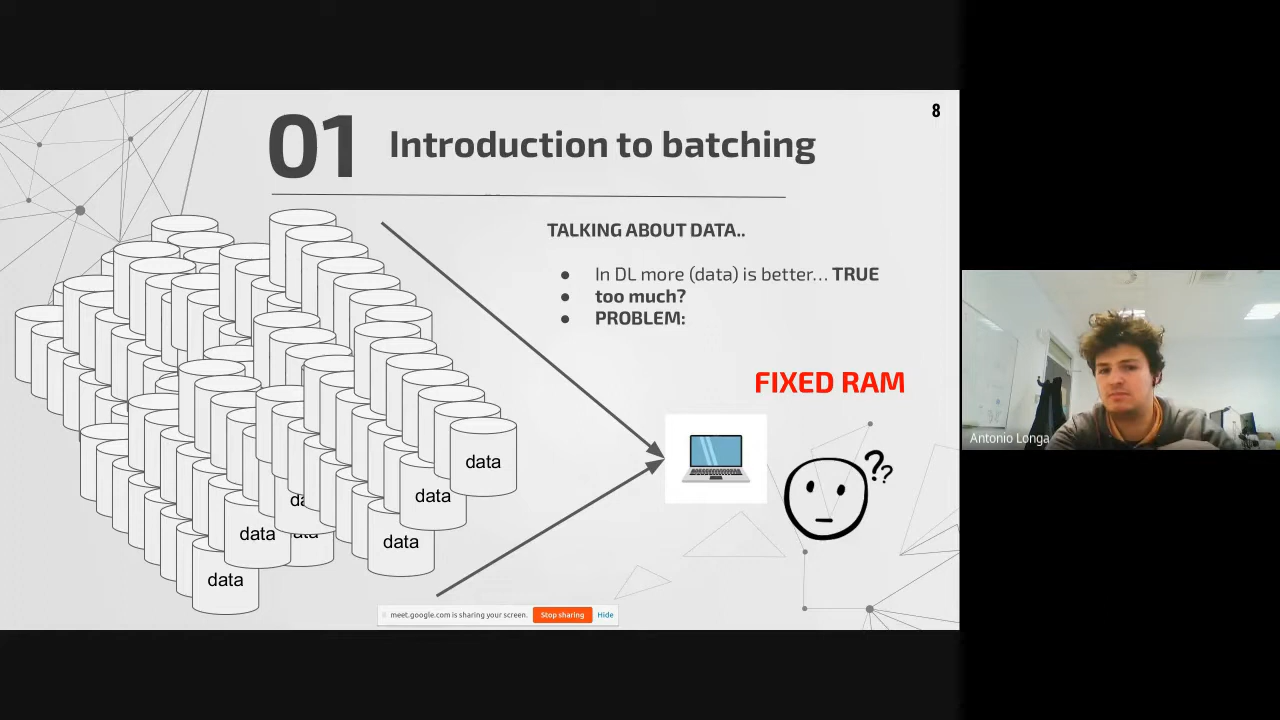 8
01 Introduction to batching
TALKING ABOUT DATA..
● In DL more (data) is better... TRUE
● too much?
● PROBLEM:
FIXED RAM
??
data
data
data
data
data
meet.google.com is sharing your screen. Stop sharing Hide
Antonio Longa